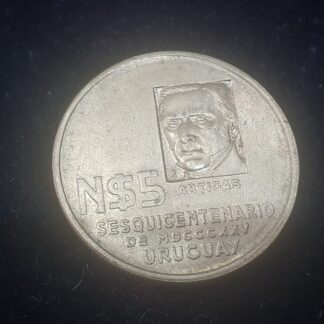 N$5
ARTIGAS
SESQUICENTENARIO
DE MDCCCXXV
URUGUAY